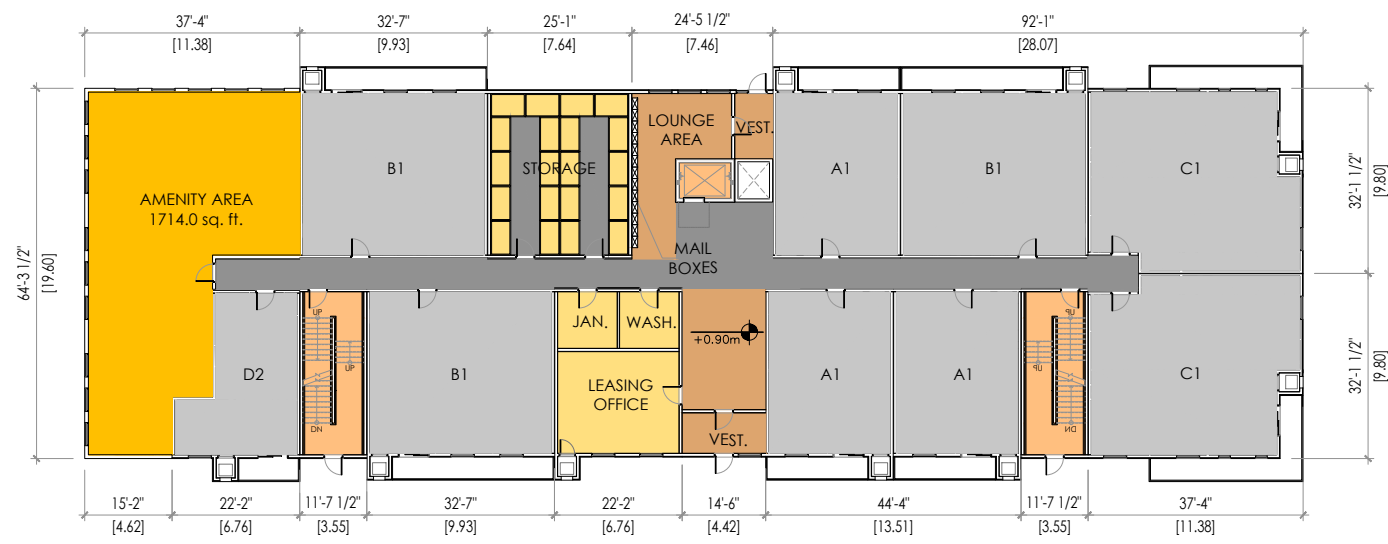 37'-4"
32'-7"
25'-1"
24'-5 1/2"
92'-1"
[11.38]
[9.93]
[7.64]
[7.46]
[28.07]
LOUNGE
AREA
VEST.
B1
STORAGE
A1
B1
C1
32'-1 1/2"
[9.80]
AMENITY AREA
1714.0 sq. ft.
MAIL
BOXES
64'-3 1/2"
[19.60]
UP
UP
DN
JAN.
WASH.
+0.90m
UP
UP
DN
D2
B1
LEASING
OFFICE
A1
A1
C1
32'-1 1/2"
[9.80]
VEST.
15'-2"
22'-2"
11'-7 1/2"
32'-7"
22'-2"
14'-6"
44'-4"
11'-7 1/2"
37'-4"
[4.62]
[6.76]
[3.55]
[9.93]
[6.76]
[4.42]
[13.51]
[3.55]
[11.38]